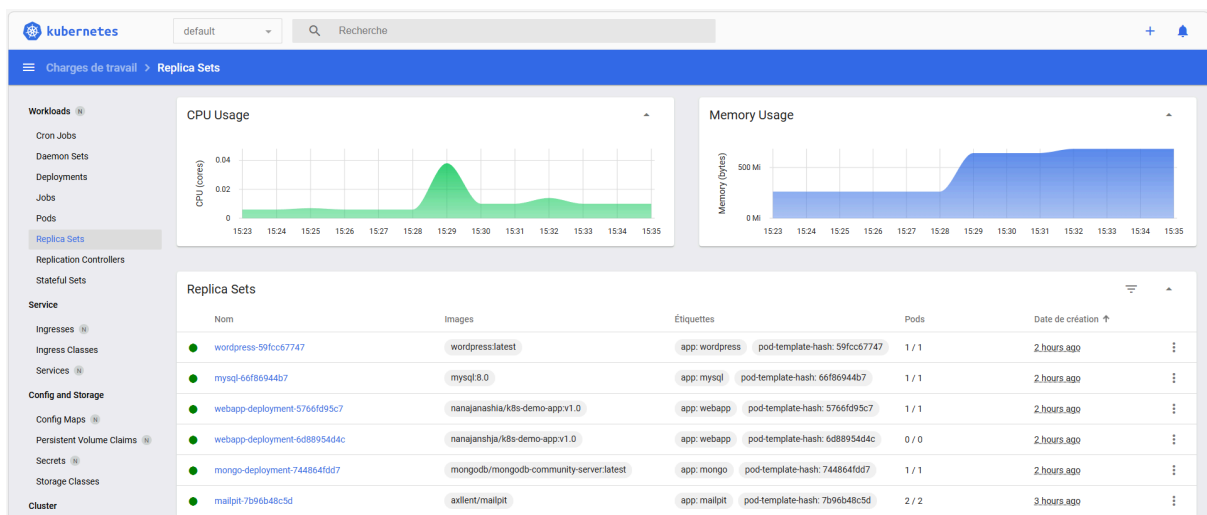 kubernetes default Recherche
Charges de travail > Replica Sets
Workloads N
Cron Jobs
Daemon Sets
Deployments
Jobs
Pods
Replica Sets
Replication Controllers
Stateful Sets
Service
Ingresses N
Ingress Classes
Services N
Config and Storage
Config Maps N
Persistent Volume Claims N
Secrets N
Storage Classes
Cluster
CPU Usage
CPU (cores)
0.04
0.02
0
15:23 15:24 15:25 15:26 15:27 15:28 15:29 15:30 15:31 15:32 15:33 15:34 15:35
Memory Usage
Memory (bytes)
500 Mi
0 Mi
15:23 15:24 15:25 15:26 15:27 15:28 15:29 15:30 15:31 15:32 15:33 15:34 15:35
Replica Sets
Nom Images Étiquettes Pods Date de création
wordpress-59fcc67747 wordpress:latest app: wordpress pod-template-hash: 59fcc67747 1 / 1 2 hours ago
mysql-66f86944b7 mysql:8.0 app: mysql pod-template-hash: 66f86944b7 1 / 1 2 hours ago
webapp-deployment-5766fd95c7 nanajanashia/k8s-demo-app:v1.0 app: webapp pod-template-hash: 5766fd95c7 1 / 1 2 hours ago
webapp-deployment-6d88954d4c nanajanshja/k8s-demo-app:v1.0 app: webapp pod-template-hash: 6d88954d4c 0 / 0 2 hours ago
mongo-deployment-744864fdd7 mongodb/mongodb-community-server:latest app: mongo pod-template-hash: 744864fdd7 1 / 1 2 hours ago
mailpit-7b96b48c5d axllent/mailpit app: mailpit pod-template-hash: 7b96b48c5d 2 / 2 3 hours ago